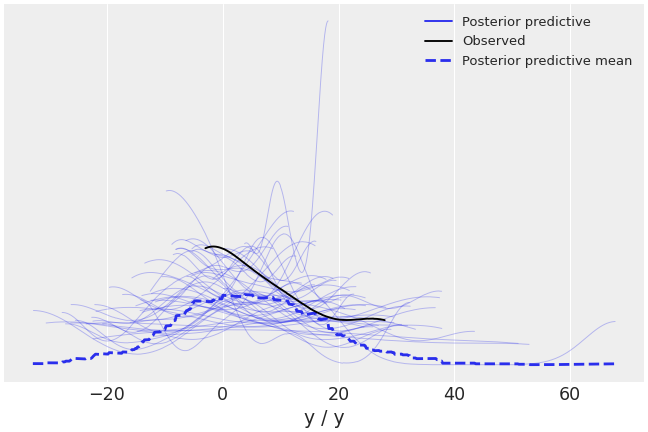 Posterior predictive
Observed
Posterior predictive mean
−20 0 20 40 60
y / y